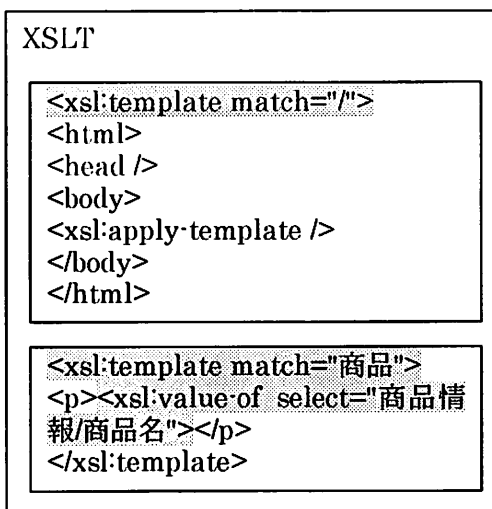 XSLT
<xsl:template match="/">
<html>
<head />
<body>
<xsl:apply-template />
</body>
</html>
<xsl:template match="商品">
<p><xsl:value-of select="商品情
報/商品名"></p>
</xsl:template>